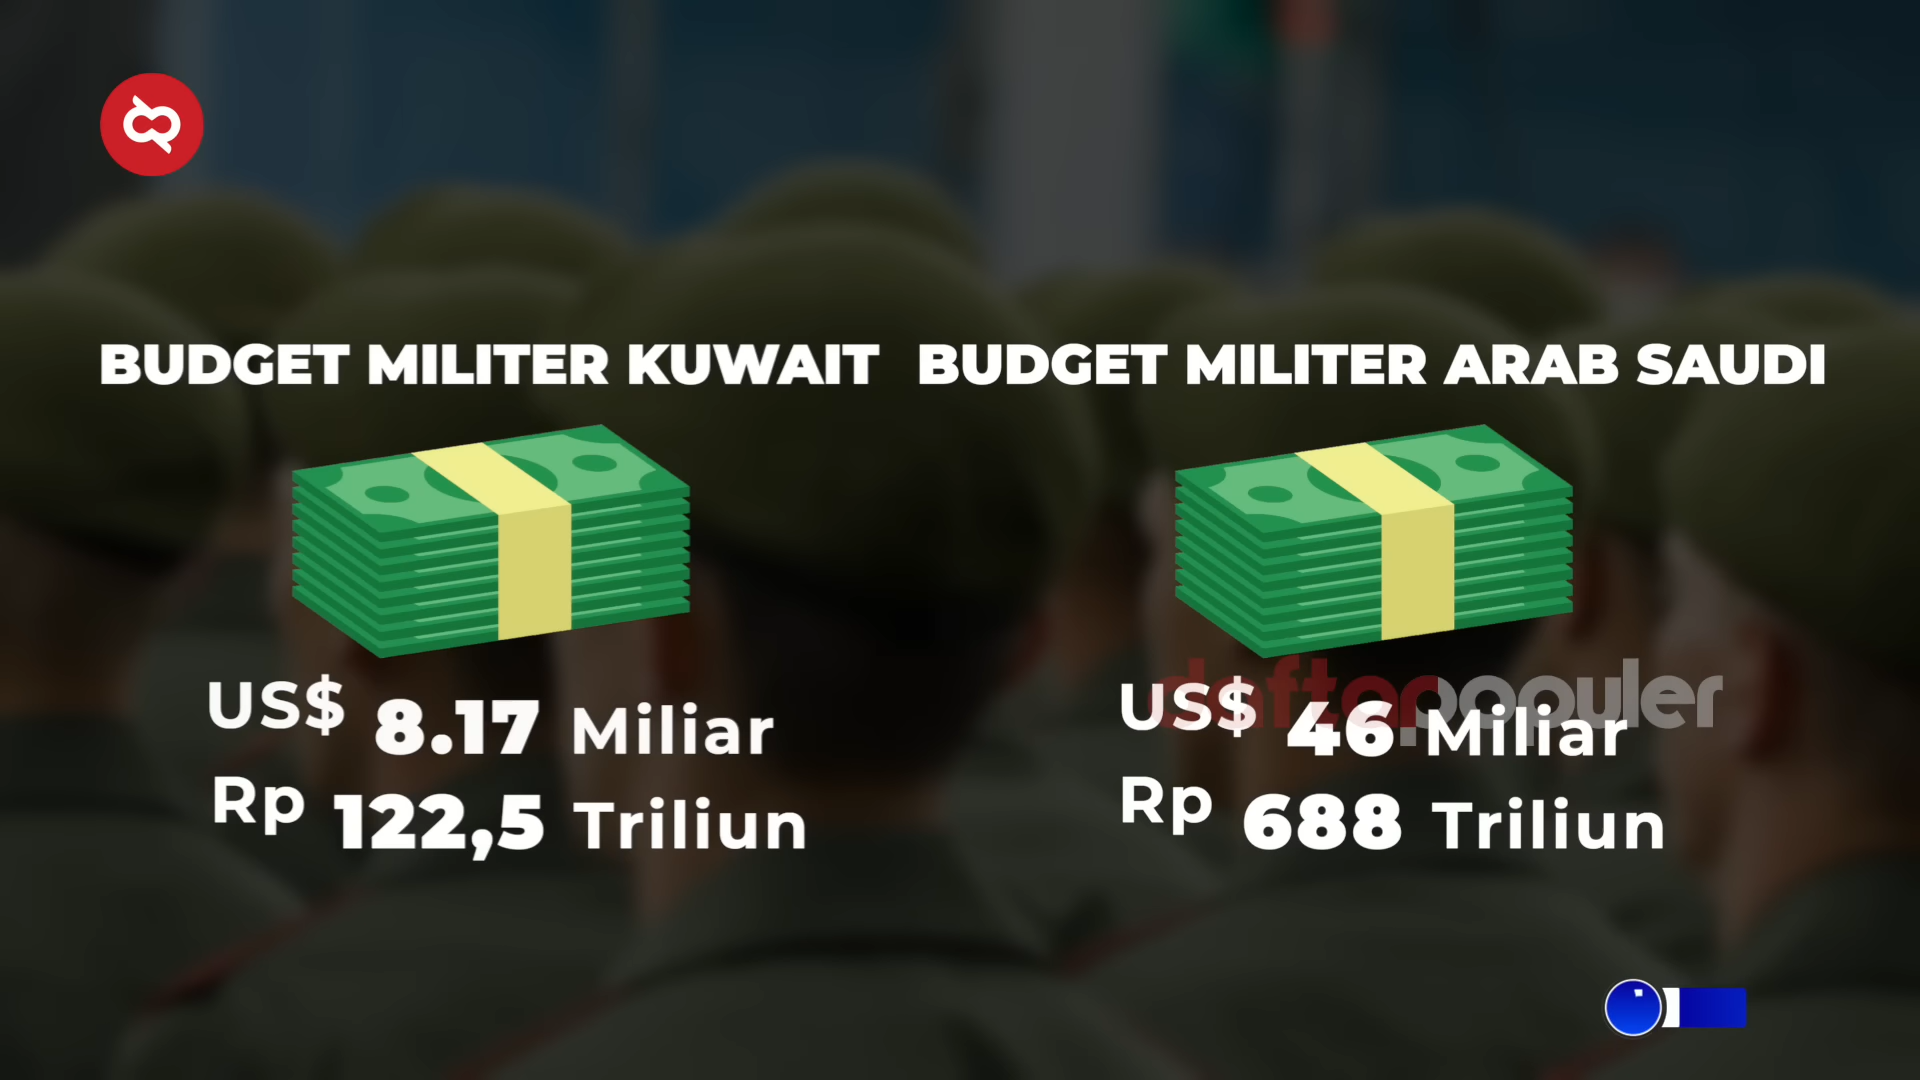 BUDGET MILITER KUWAIT
US$ 8.17 Miliar
Rp 122,5 Triliun
BUDGET MILITER ARAB SAUDI
daftarpopuler
US$ 46 Miliar
Rp 688 Triliun